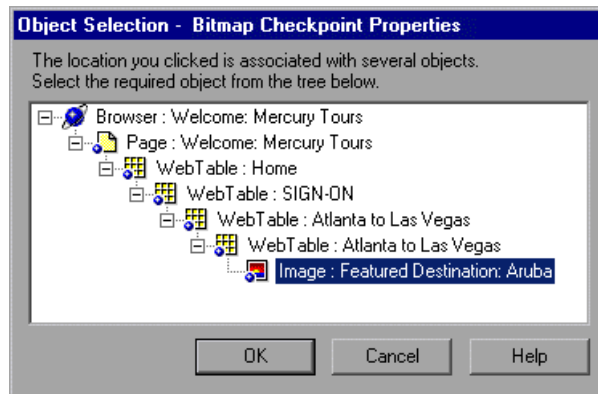 Object Selection - Bitmap Checkpoint Properties
The location you clicked is associated with several objects.
Select the required object from the tree below.
Browser : Welcome: Mercury Tours
Page : Welcome: Mercury Tours
WebTable : Home
WebTable : SIGN-ON
WebTable : Atlanta to Las Vegas
WebTable : Atlanta to Las Vegas
Image : Featured Destination: Aruba
OK Cancel Help